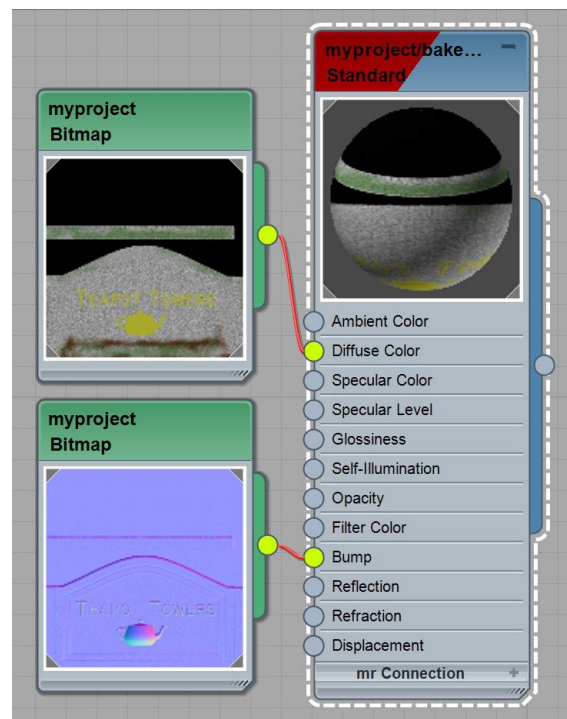 myproject
Bitmap
TEAPOT TOWERS
myproject
Bitmap
myproject/bake...
Standard
Ambient Color
Diffuse Color
Specular Color
Specular Level
Glossiness
Self-Illumination
Opacity
Filter Color
Bump
Reflection
Refraction
Displacement
mr Connection